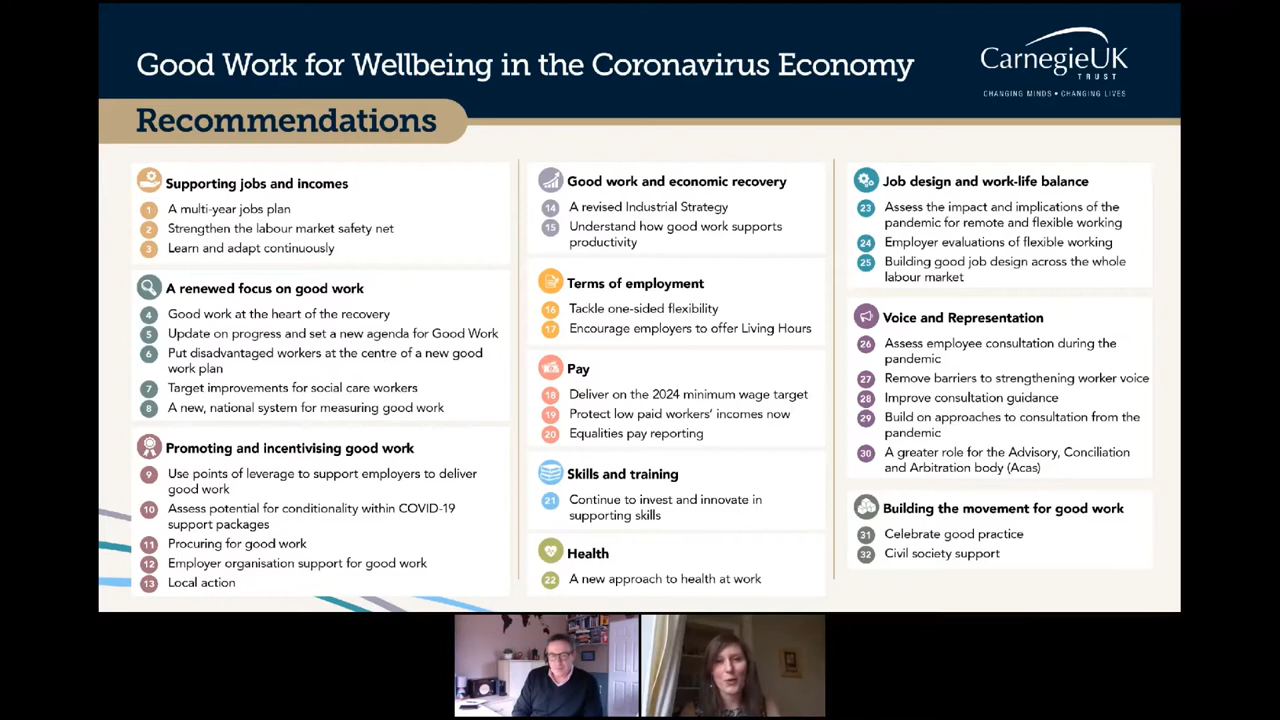 Good Work for Wellbeing in the Coronavirus Economy
CarnegieUK
TRUST
CHANGING MINDS • CHANGING LIVES
Recommendations
Supporting jobs and incomes
1 A multi-year jobs plan
2 Strengthen the labour market safety net
3 Learn and adapt continuously
A renewed focus on good work
4 Good work at the heart of the recovery
5 Update on progress and set a new agenda for Good Work
6 Put disadvantaged workers at the centre of a new good
work plan
7 Target improvements for social care workers
8 A new, national system for measuring good work
Promoting and incentivising good work
9 Use points of leverage to support employers to deliver
good work
10 Assess potential for conditionality within COVID-19
support packages
11 Procuring for good work
12 Employer organisation support for good work
13 Local action
Good work and economic recovery
14 A revised Industrial Strategy
15 Understand how good work supports
productivity
Terms of employment
16 Tackle one-sided flexibility
17 Encourage employers to offer Living Hours
Pay
18 Deliver on the 2024 minimum wage target
19 Protect low paid workers' incomes now
20 Equalities pay reporting
Skills and training
21 Continue to invest and innovate in
supporting skills
Health
22 A new approach to health at work
Job design and work-life balance
23 Assess the impact and implications of the
pandemic for remote and flexible working
24 Employer evaluations of flexible working
25 Building good job design across the whole
labour market
Voice and Representation
26 Assess employee consultation during the
pandemic
27 Remove barriers to strengthening worker voice
28 Improve consultation guidance
29 Build on approaches to consultation from the
pandemic
30 A greater role for the Advisory, Conciliation
and Arbitration body (Acas)
Building the movement for good work
31 Celebrate good practice
32 Civil society support